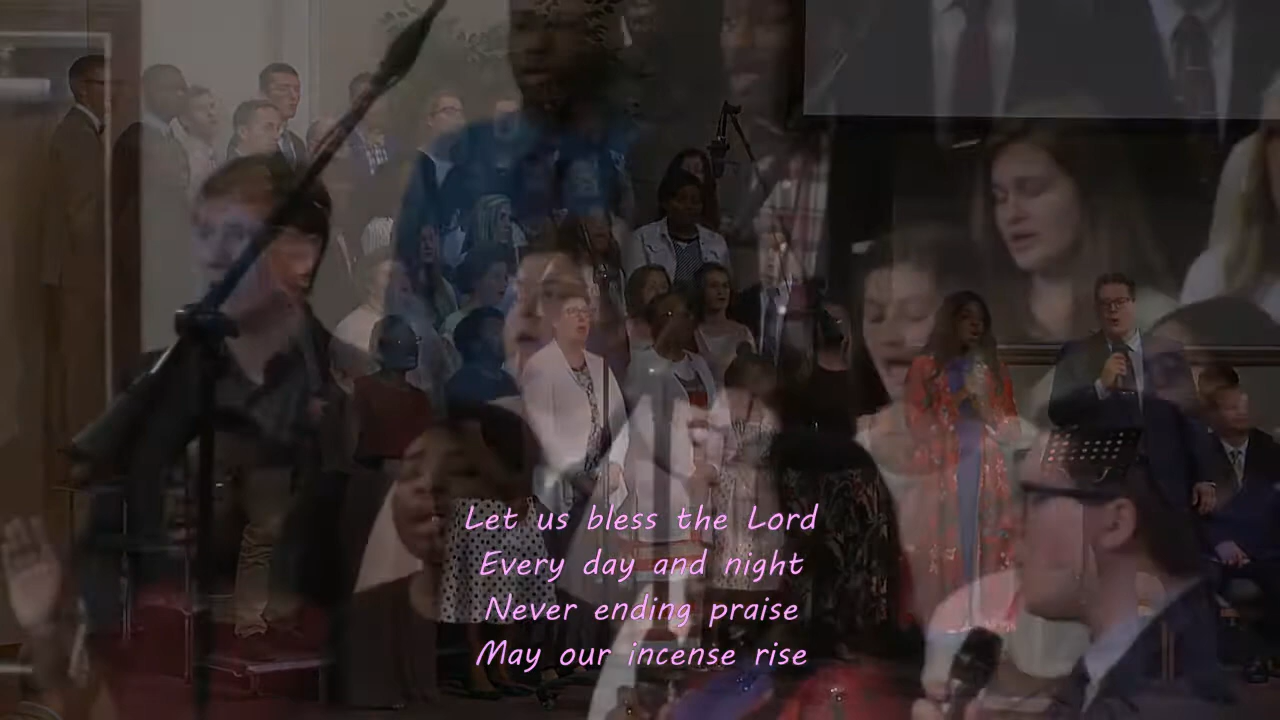 Let us bless the Lord
Every day and night
Never ending praise
May our incense rise